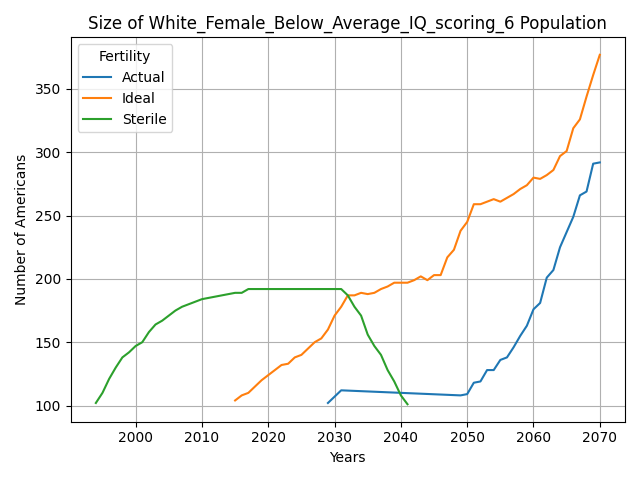 Size of White_Female_Below_Average_IQ_scoring_6 Population
Fertility
Actual
Ideal
Sterile
Number of Americans
350
300
250
200
150
100
2000
2010
2020
2030
2040
2050
2060
2070
Years